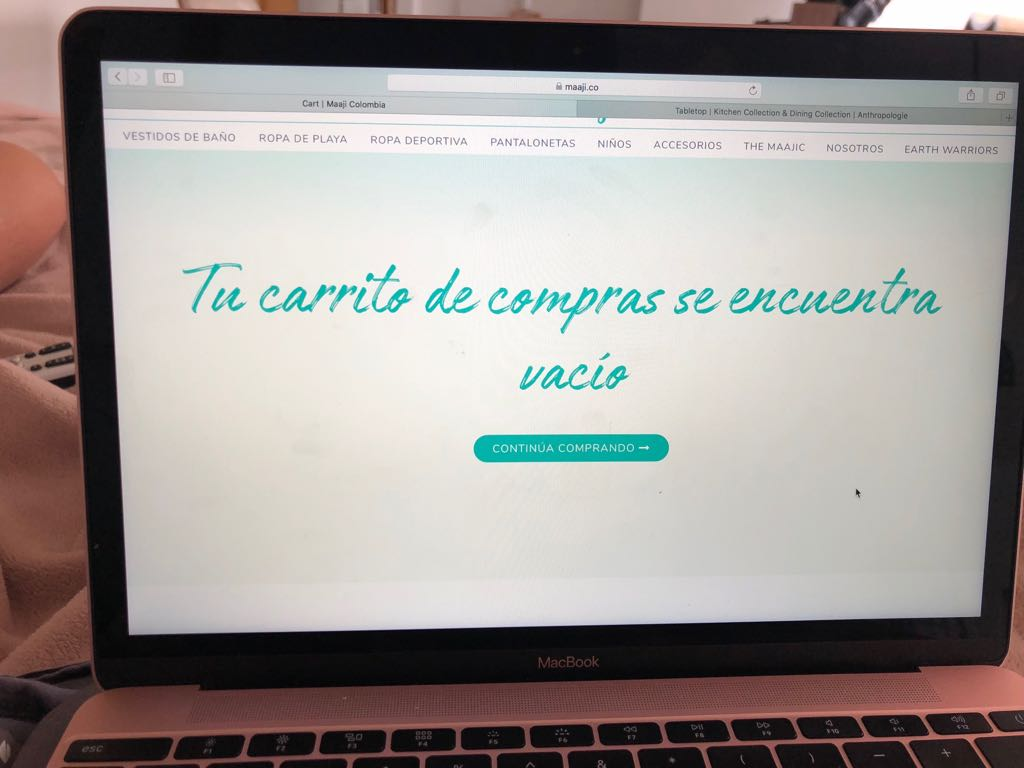 maaji.co
Cart | Maaji Colombia
Tabletop | Kitchen Collection & Dining Collection | Anthropologie
VESTIDOS DE BAÑO ROPA DE PLAYA ROPA DEPORTIVA PANTALONETAS NIÑOS ACCESORIOS THE MAAJIC NOSOTROS EARTH WARRIORS
Tu carrito de compras se encuentra
vacío
CONTINÚA COMPRANDO →
MacBook
esc F1 F2 F3 F4 F5 F6 F7 F8 F9 F10 F11 F12
% & * ( ) − +